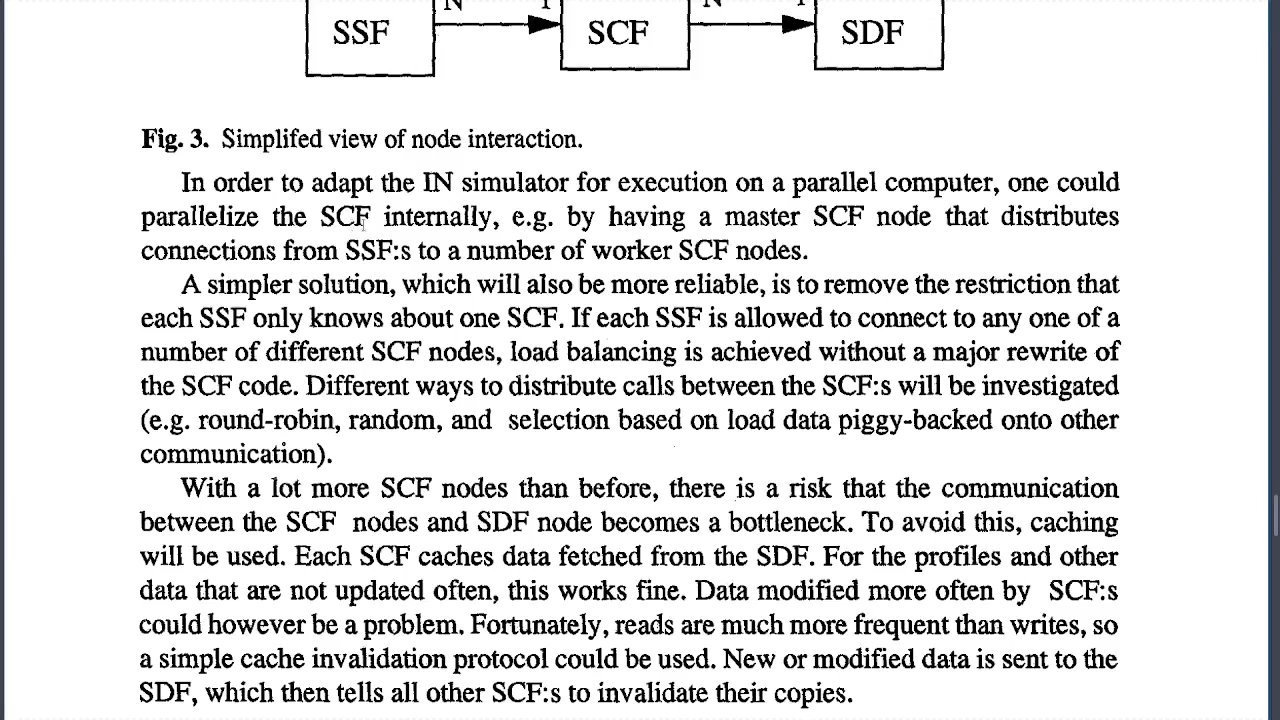 N 1 N 1
SSF SCF SDF
Fig. 3. Simplifed view of node interaction.
In order to adapt the IN simulator for execution on a parallel computer, one could
parallelize the SCF internally, e.g. by having a master SCF node that distributes
connections from SSF:s to a number of worker SCF nodes.
A simpler solution, which will also be more reliable, is to remove the restriction that
each SSF only knows about one SCF. If each SSF is allowed to connect to any one of a
number of different SCF nodes, load balancing is achieved without a major rewrite of
the SCF code. Different ways to distribute calls between the SCF:s will be investigated
(e.g. round-robin, random, and selection based on load data piggy-backed onto other
communication).
With a lot more SCF nodes than before, there is a risk that the communication
between the SCF nodes and SDF node becomes a bottleneck. To avoid this, caching
will be used. Each SCF caches data fetched from the SDF. For the profiles and other
data that are not updated often, this works fine. Data modified more often by SCF:s
could however be a problem. Fortunately, reads are much more frequent than writes, so
a simple cache invalidation protocol could be used. New or modified data is sent to the
SDF, which then tells all other SCF:s to invalidate their copies.